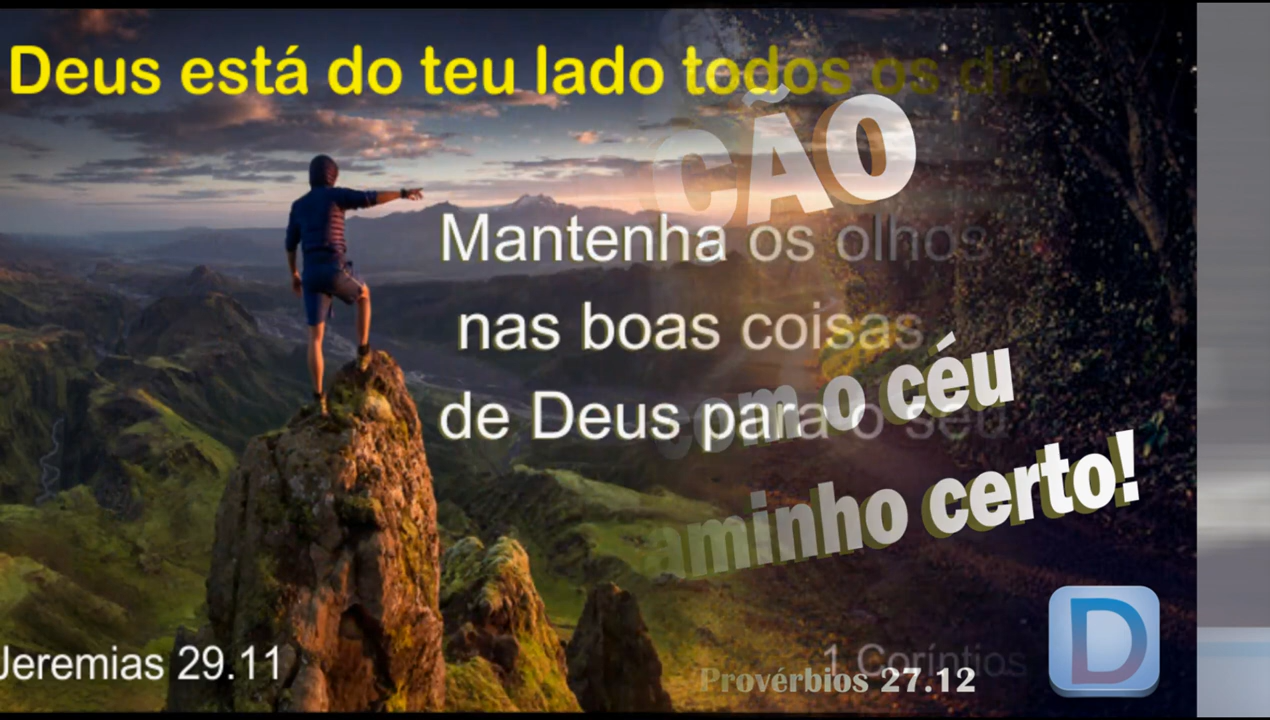 Deus está do teu lado todos os dia
ÇÃO
Mantenha os olhos
nas boas coisas
de Deus para o seu
com o céu
aminho certo!
Jeremias 29.11
1 Coríntios
Provérbios 27.12
D